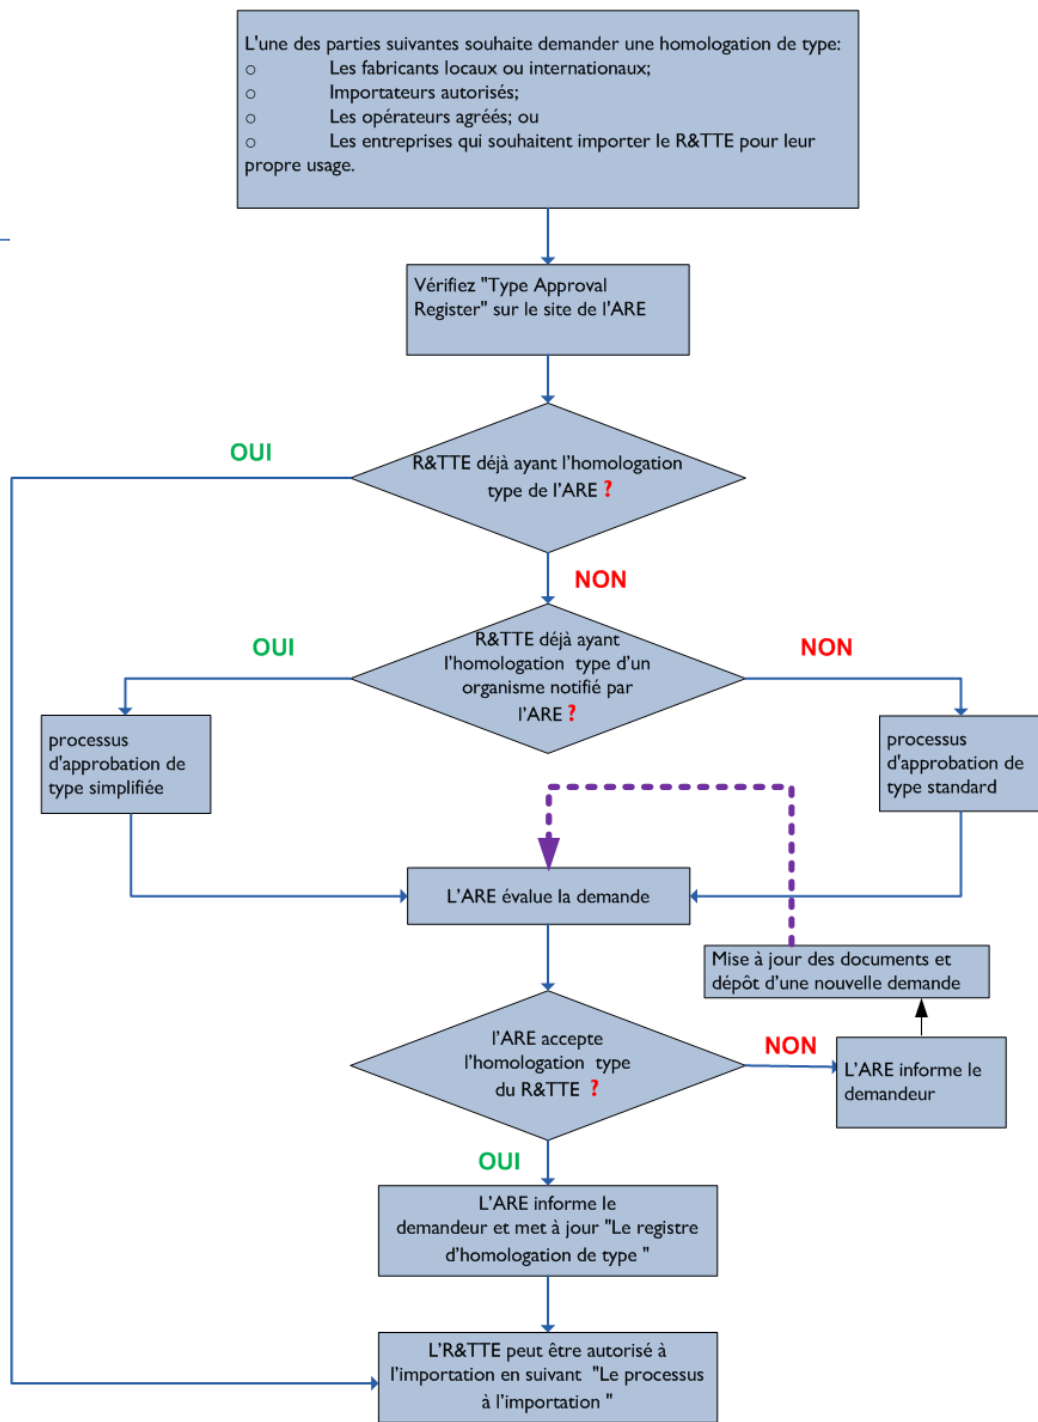 L'une des parties suivantes souhaite demander une homologation de type:
o Les fabricants locaux ou internationaux;
o Importateurs autorisés;
o Les opérateurs agréés; ou
o Les entreprises qui souhaitent importer le R&TTE pour leur
propre usage.
Vérifiez "Type Approval
Register" sur le site de l'ARE
OUI
R&TTE déjà ayant l'homologation
type de l'ARE ?
NON
OUI
R&TTE déjà ayant
l'homologation type d'un
organisme notifié par
l'ARE ?
NON
processus
d'approbation de
type simplifiée
processus
d'approbation de
type standard
L'ARE évalue la demande
Mise à jour des documents et
dépôt d'une nouvelle demande
l'ARE accepte
l'homologation type
du R&TTE ?
NON
L'ARE informe le
demandeur
OUI
L'ARE informe le
demandeur et met à jour "Le registre
d'homologation de type "
L'R&TTE peut être autorisé à
l'importation en suivant "Le processus
à l'importation "